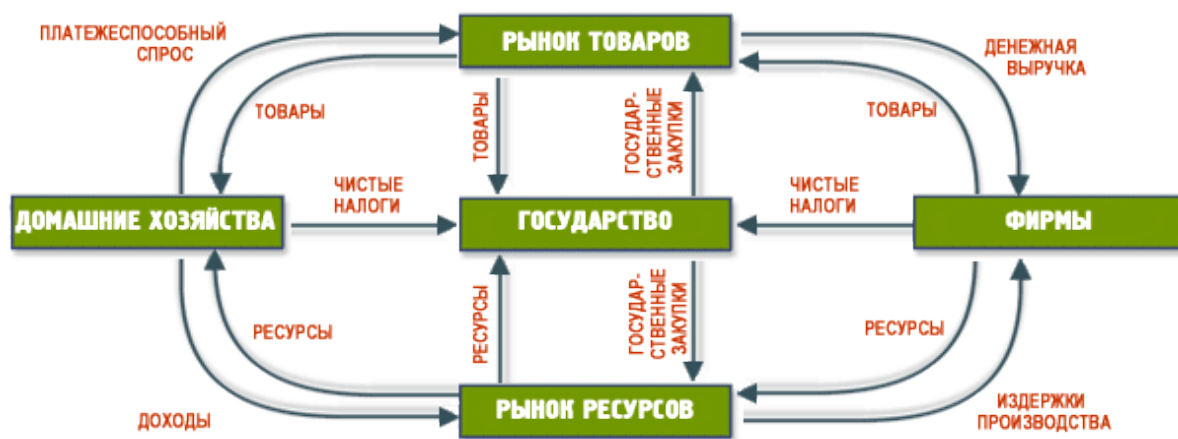 ПЛАТЕЖЕСПОСОБНЫЙ
СПРОС
РЫНОК ТОВАРОВ
ДЕНЕЖНАЯ
ВЫРУЧКА
ТОВАРЫ
ТОВАРЫ
ГОСУДАР-
СТВЕННЫЕ
ЗАКУПКИ
ТОВАРЫ
ЧИСТЫЕ
НАЛОГИ
ЧИСТЫЕ
НАЛОГИ
ДОМАШНИЕ ХОЗЯЙСТВА
ГОСУДАРСТВО
ФИРМЫ
РЕСУРСЫ
РЕСУРСЫ
ГОСУДАР-
СТВЕННЫЕ
ЗАКУПКИ
РЕСУРСЫ
ДОХОДЫ
РЫНОК РЕСУРСОВ
ИЗДЕРЖКИ
ПРОИЗВОДСТВА